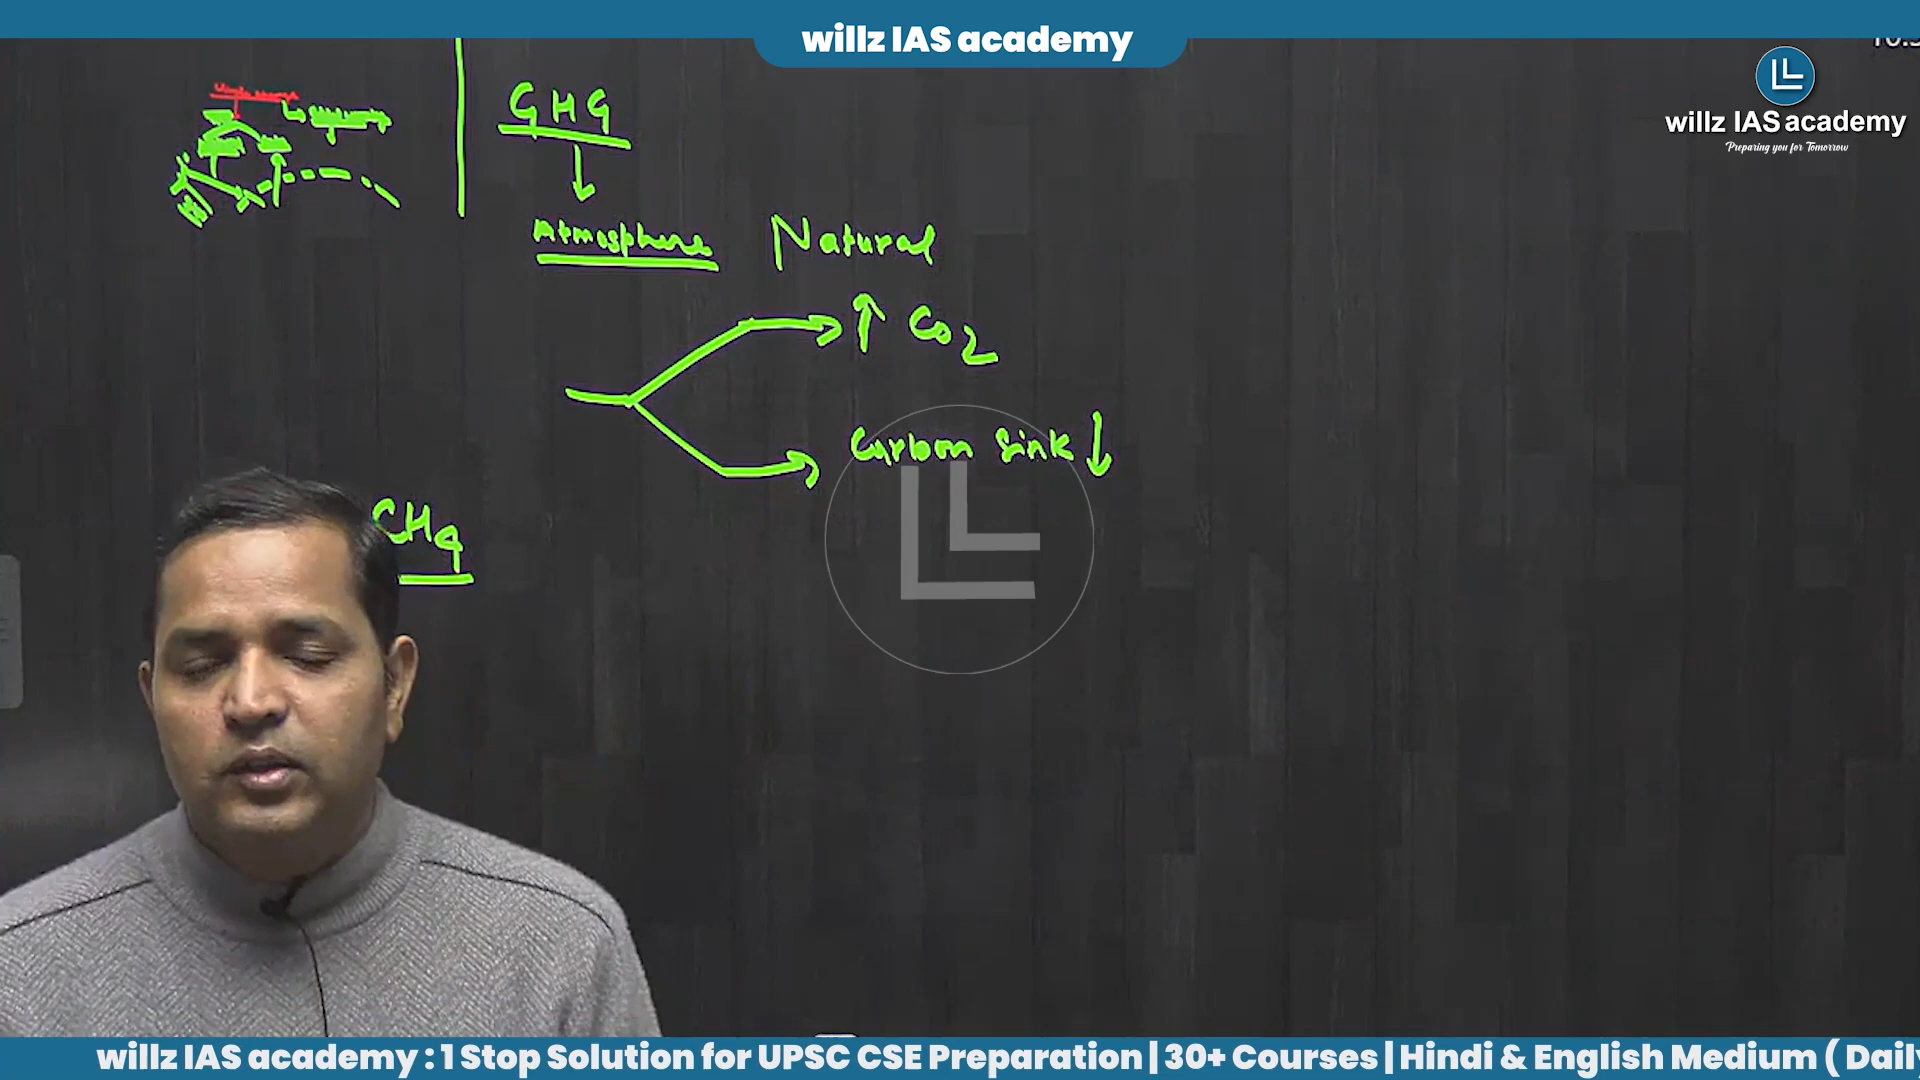 willz IAS academy
willz IAS academy
Preparing you for Tomorrow
GHG
Atmosphere Natural
↑ CO2
Carbon Sink ↓
CH4
willz IAS academy : 1 Stop Solution for UPSC CSE Preparation | 30+ Courses | Hindi & English Medium ( Daily